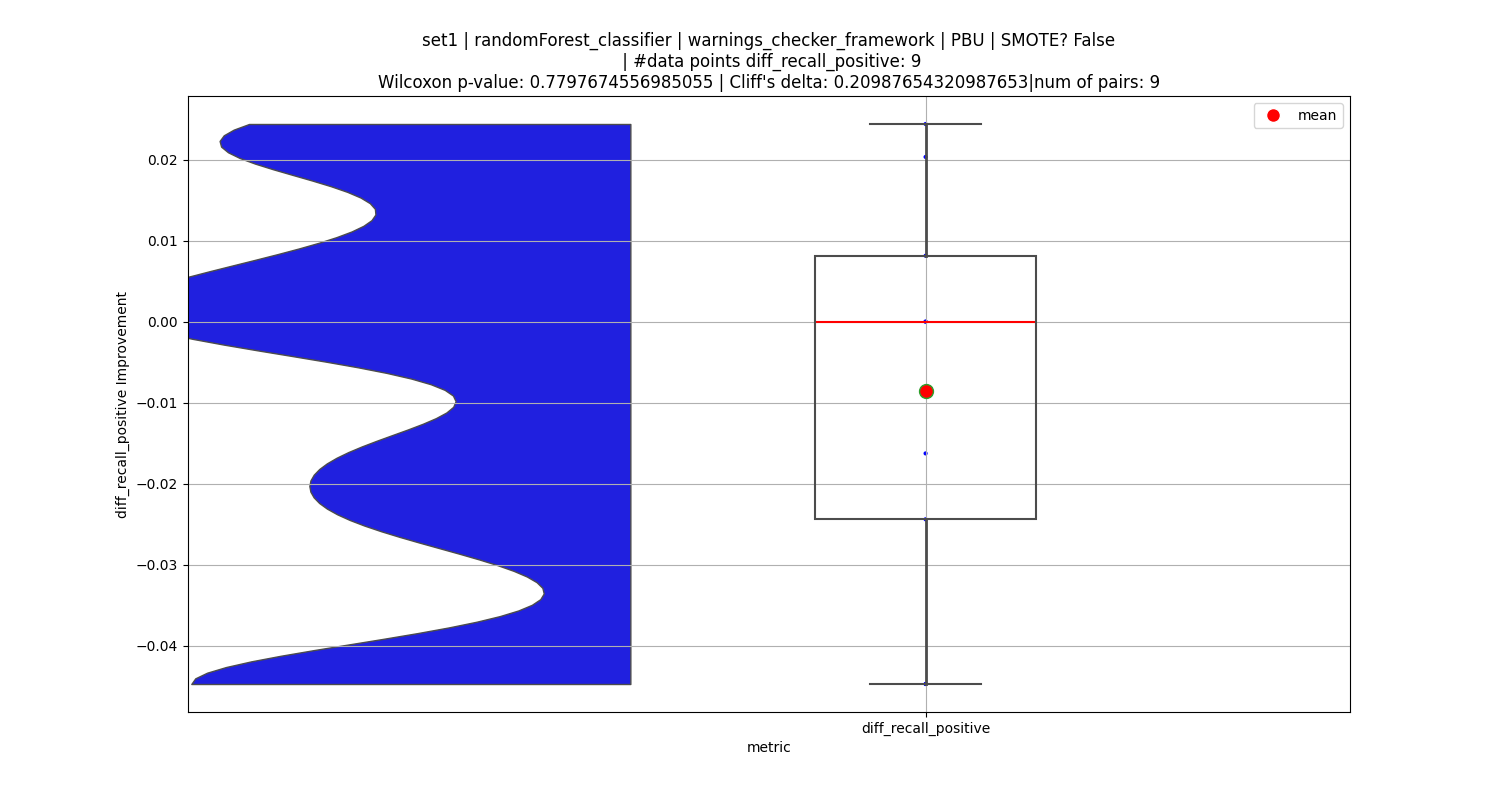 set1 | randomForest_classifier | warnings_checker_framework | PBU | SMOTE? False
| #data points diff_recall_positive: 9
Wilcoxon p-value: 0.7797674556985055 | Cliff's delta: 0.20987654320987653|num of pairs: 9
mean
0.02
0.01
0.00
−0.01
−0.02
−0.03
−0.04
diff_recall_positive Improvement
diff_recall_positive
metric